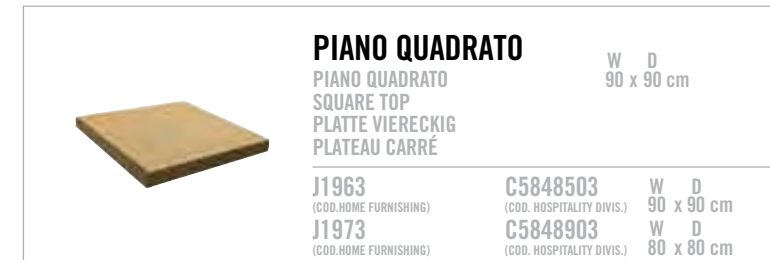 PIANO QUADRATO
W D
PIANO QUADRATO
90 x 90 cm
SQUARE TOP
PLATTE VIERECKIG
PLATEAU CARRÉ
J1963 C5848503 W D
(COD.HOME FURNISHING) (COD. HOSPITALITY DIVIS.) 90 x 90 cm
J1973 C5848903 W D
(COD.HOME FURNISHING) (COD. HOSPITALITY DIVIS.) 80 x 80 cm